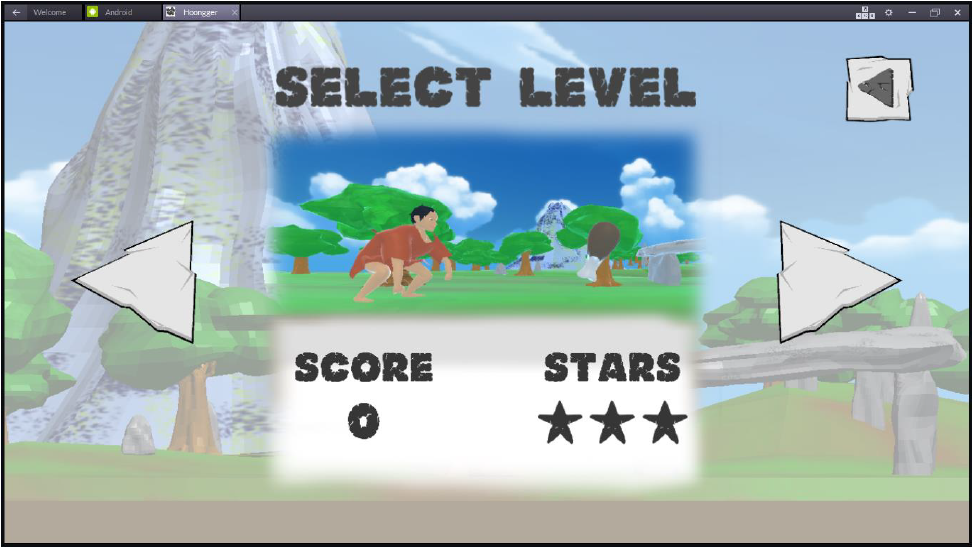 Welcome
Android
Hoongger
SELECT LEVEL
SCORE
STARS
0